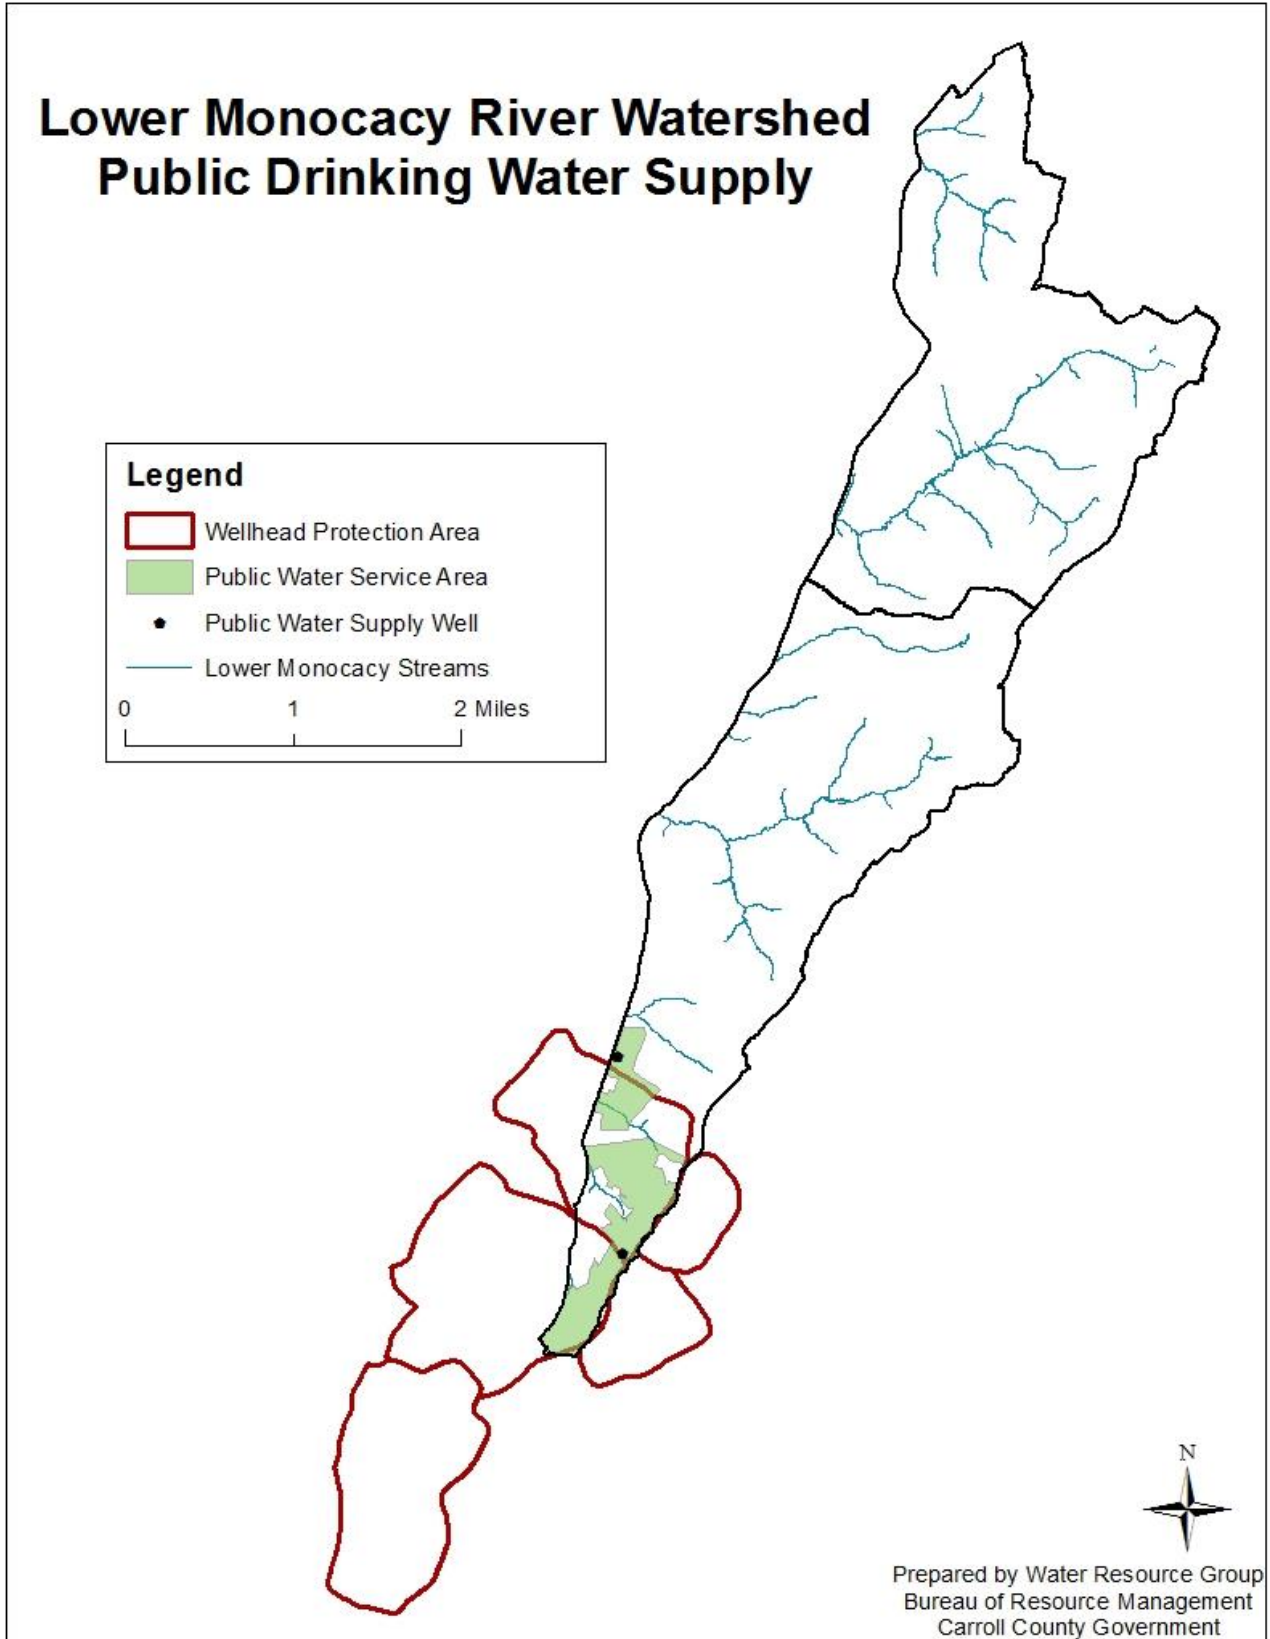 Lower Monocacy River Watershed
Public Drinking Water Supply
Legend
Wellhead Protection Area
Public Water Service Area
Public Water Supply Well
Lower Monocacy Streams
0 1 2 Miles
N
Prepared by Water Resource Group
Bureau of Resource Management
Carroll County Government